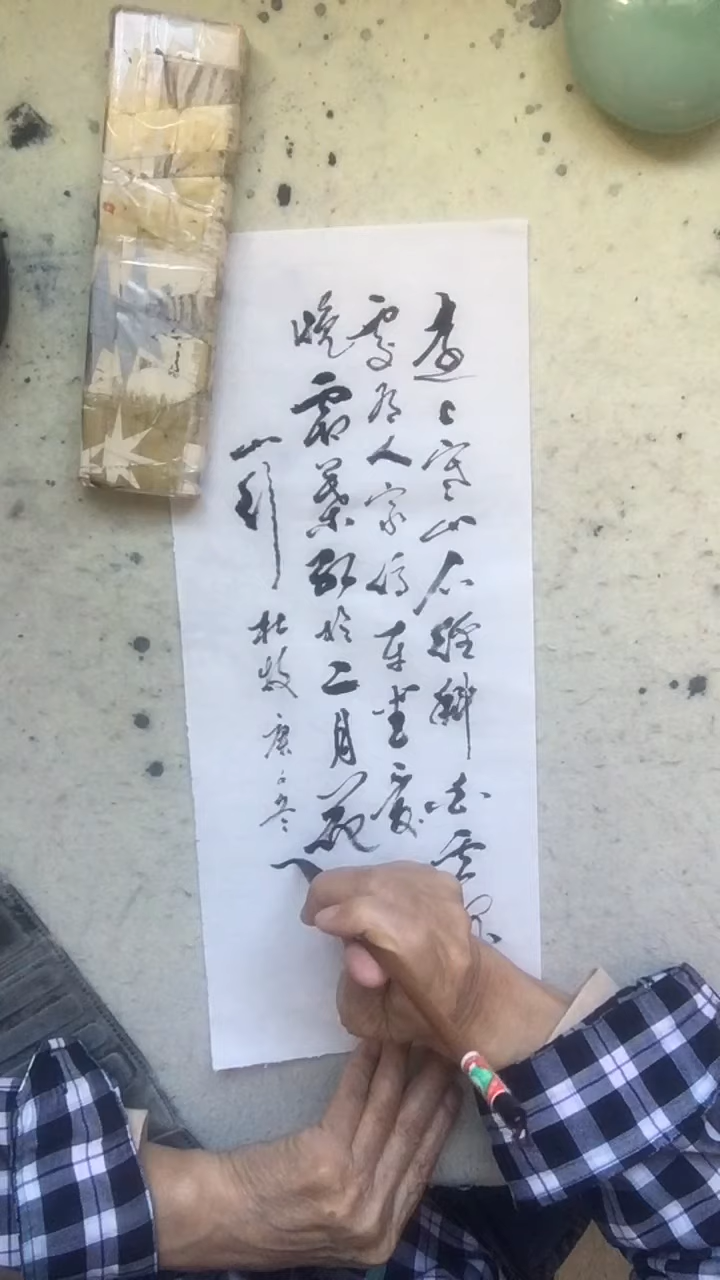 遠上寒山石徑斜白雲深
處有人家停車坐愛
晚霜葉紅於二月花
山行 杜牧 庚子冬